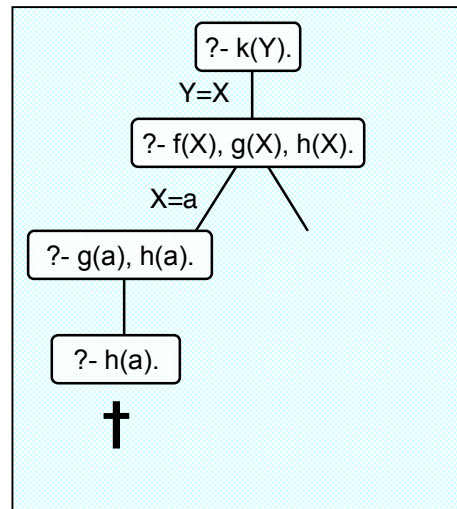 ?- k(Y).
Y=X
?- f(X), g(X), h(X).
X=a
?- g(a), h(a).
?- h(a).
†